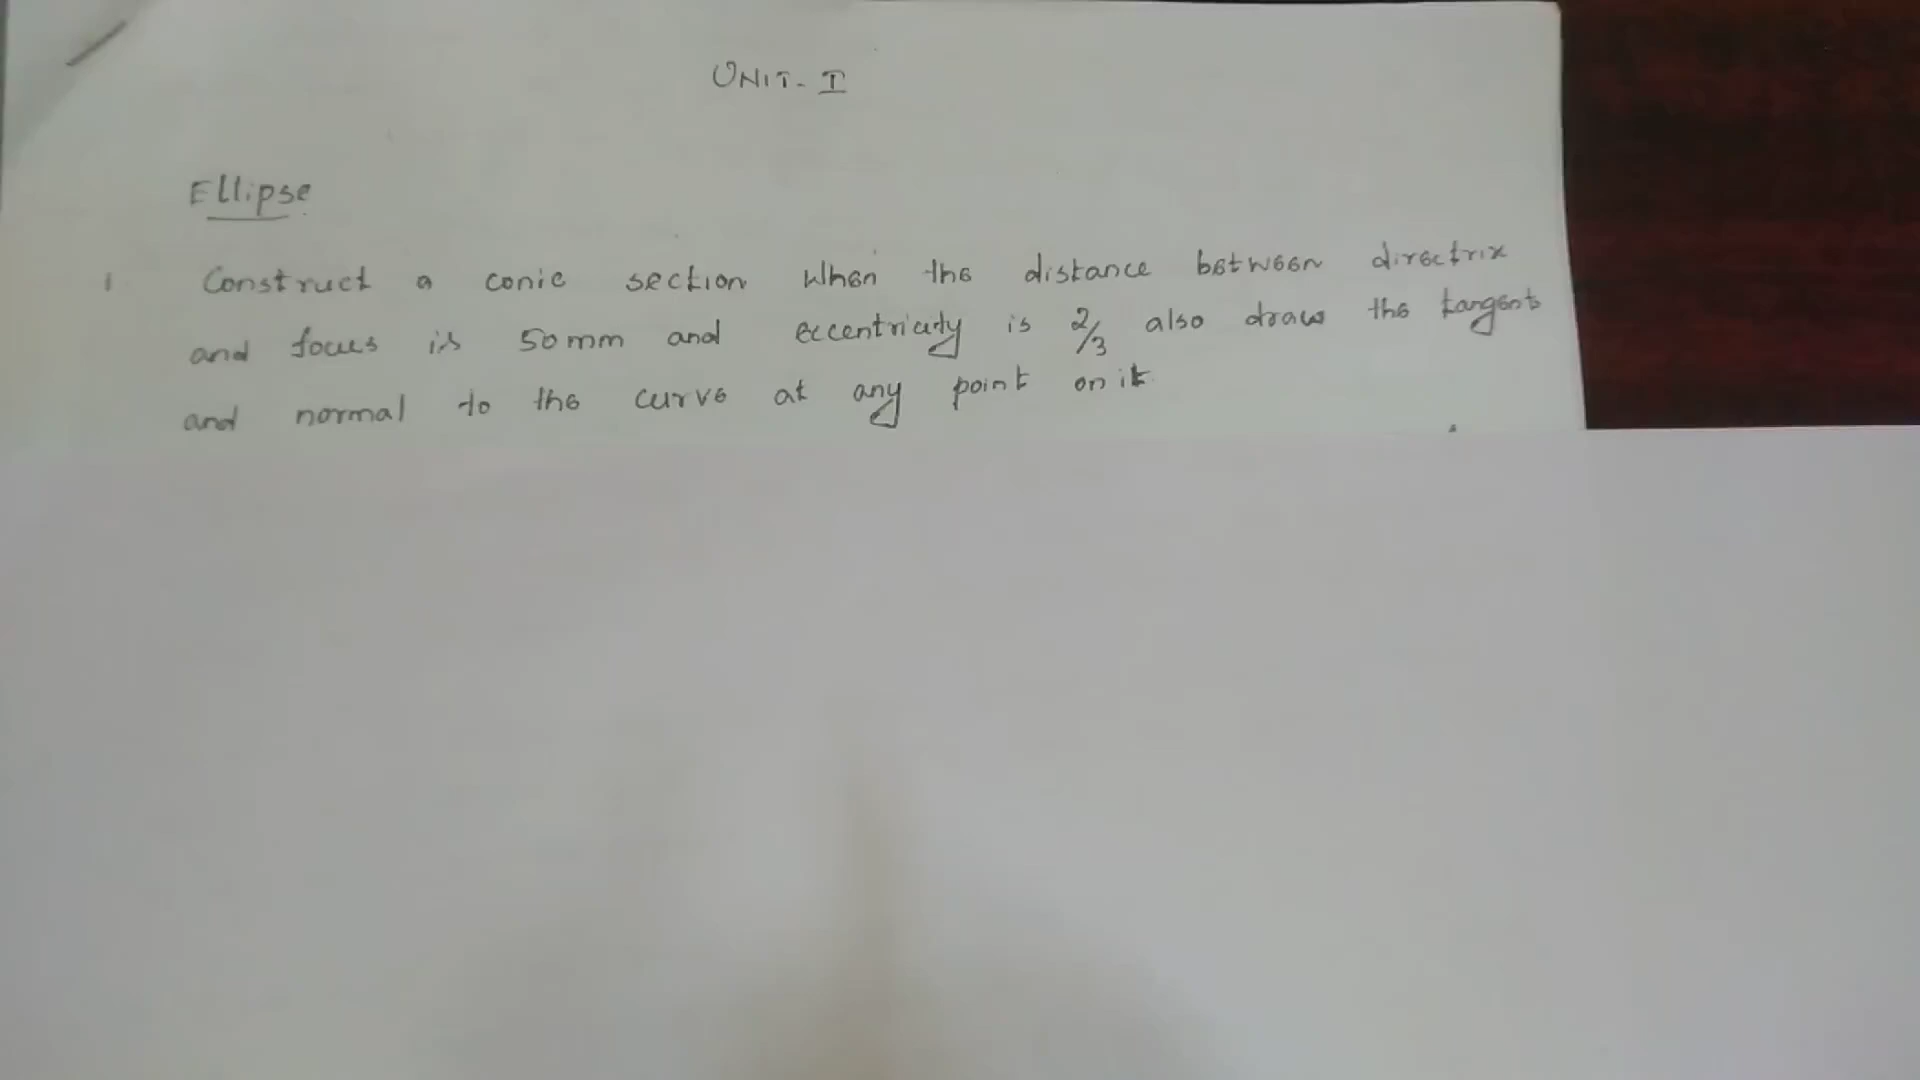 UNIT - I
Ellipse
1 Construct a conic section when the distance between directrix
and focus is 50mm and eccentricity is 2/3 also draw the tangents
and normal to the curve at any point on it